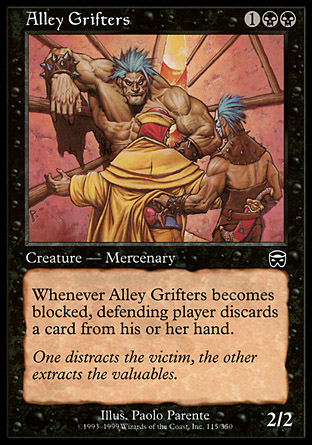 Alley Grifters 1
Creature — Mercenary
Whenever Alley Grifters becomes
blocked, defending player discards
a card from his or her hand.
One distracts the victim, the other
extracts the valuables.
Illus. Paolo Parente
©1993–1999 Wizards of the Coast, Inc. 115/350
2/2